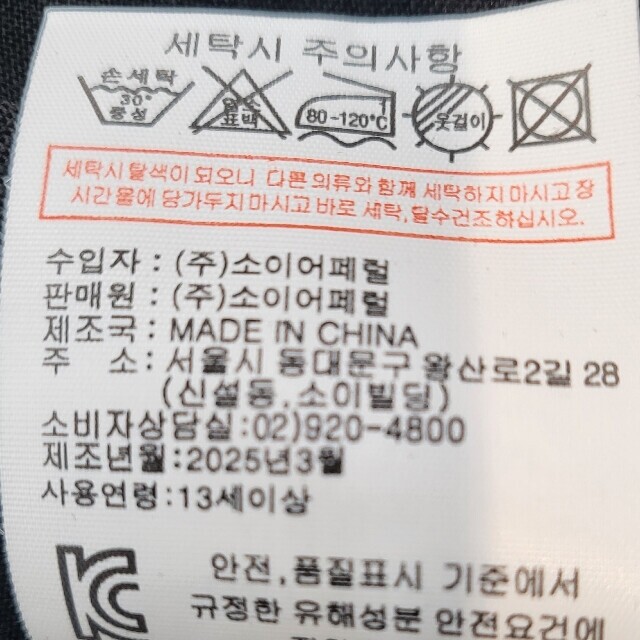 세탁시 주의사항
손세탁
30°
중성
염소
표백
80-120°C
옷걸이
세탁시 탈색이 되오니 다른 의류와 함께 세탁하지 마시고 장
시간 물에 담가두지 마시고 바로 세탁, 탈수건조하십시오.
수입자 : (주)소이어패럴
판매원 : (주)소이어패럴
제조국 : MADE IN CHINA
주 소 : 서울시 동대문구 왕산로2길 28
(신설동,소이빌딩)
소비자상담실:02)920-4800
제조년월:2025년3월
사용연령:13세이상
안전,품질표시 기준에서
규정한 유해성분 안전요건에